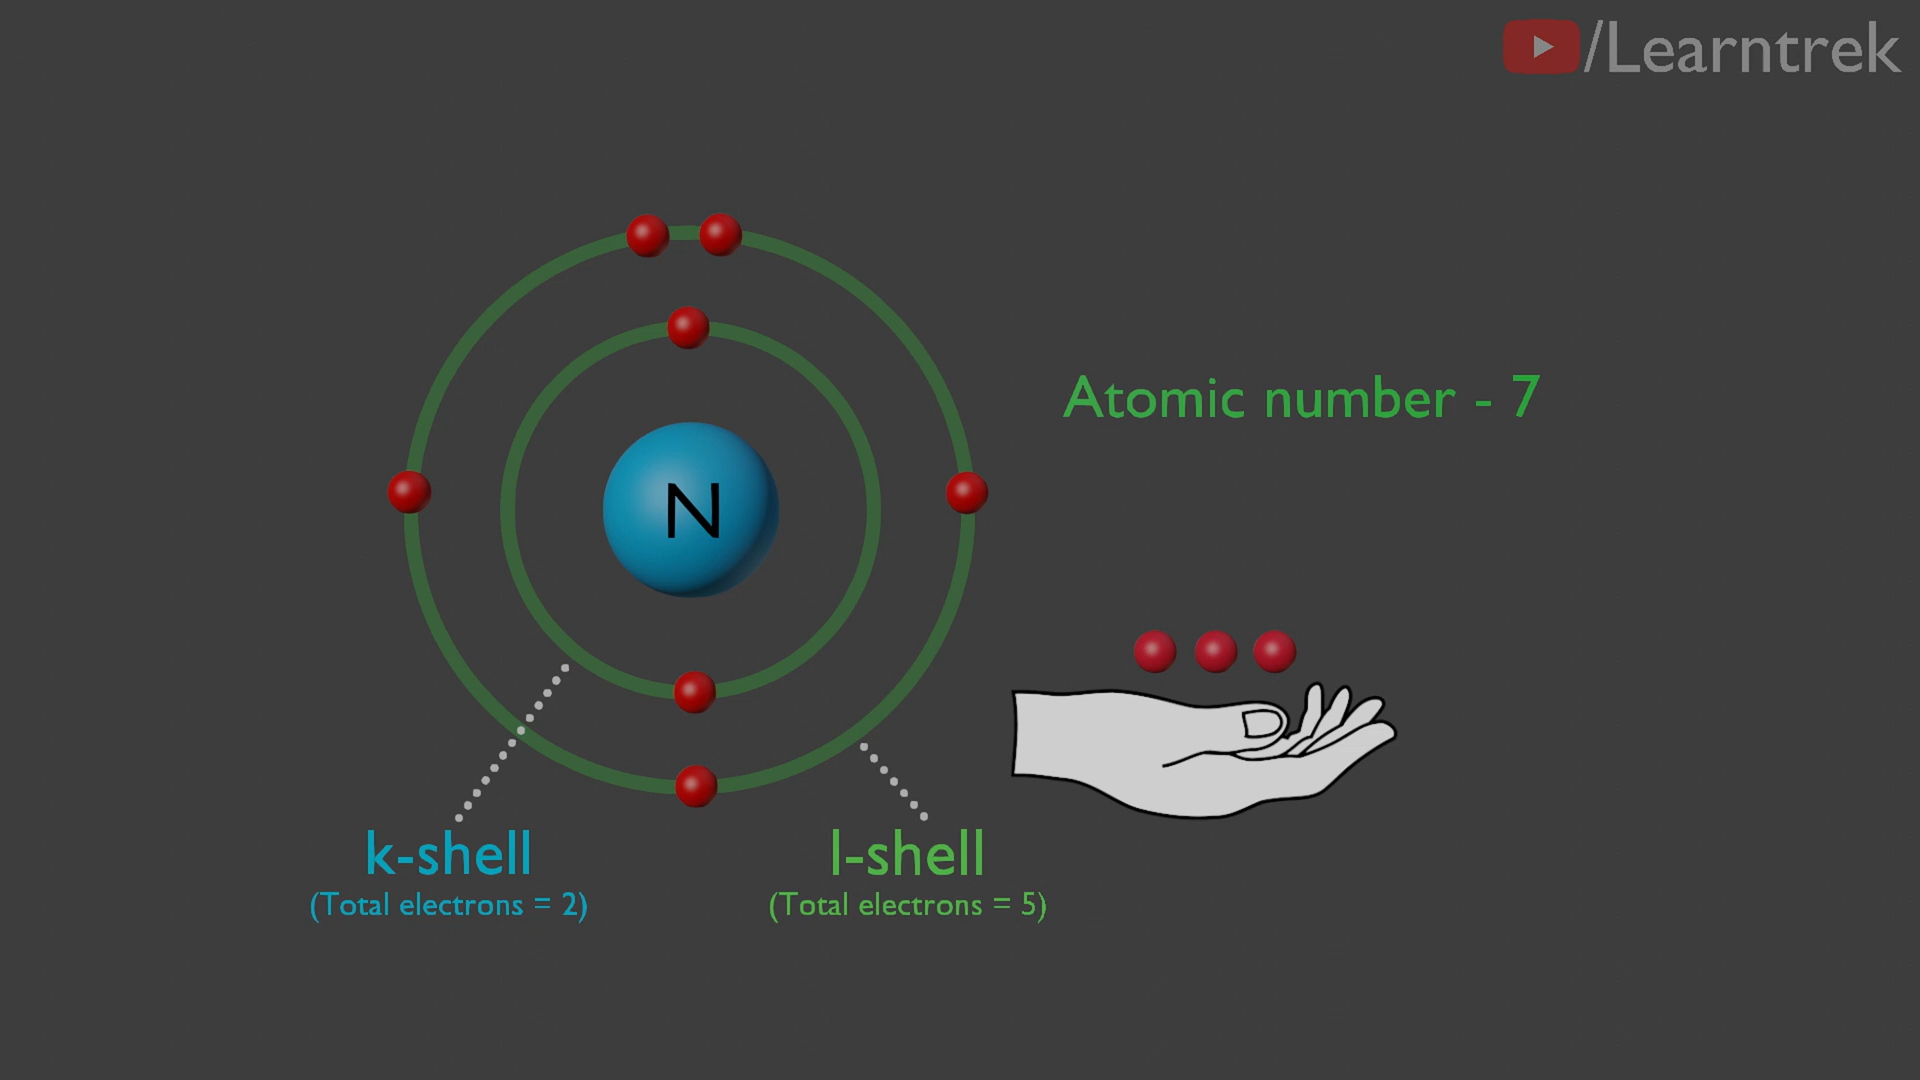 /Learntrek
Atomic number - 7
N
k-shell
(Total electrons = 2)
l-shell
(Total electrons = 5)